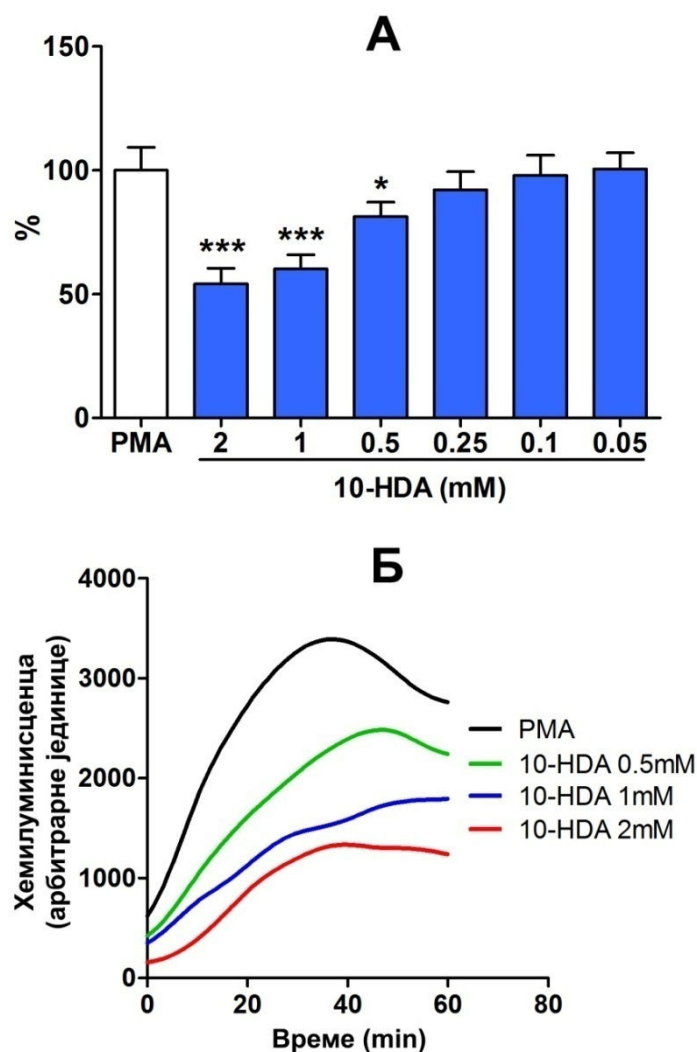 А
150
100
50
0
%
***
***
*
PMA 2 1 0.5 0.25 0.1 0.05
10-HDA (mM)
Б
4000
3000
2000
1000
0
Хемилуминисценца
(арбитрарне јединице)
PMA
10-HDA 0.5mM
10-HDA 1mM
10-HDA 2mM
0 20 40 60 80
Време (min)